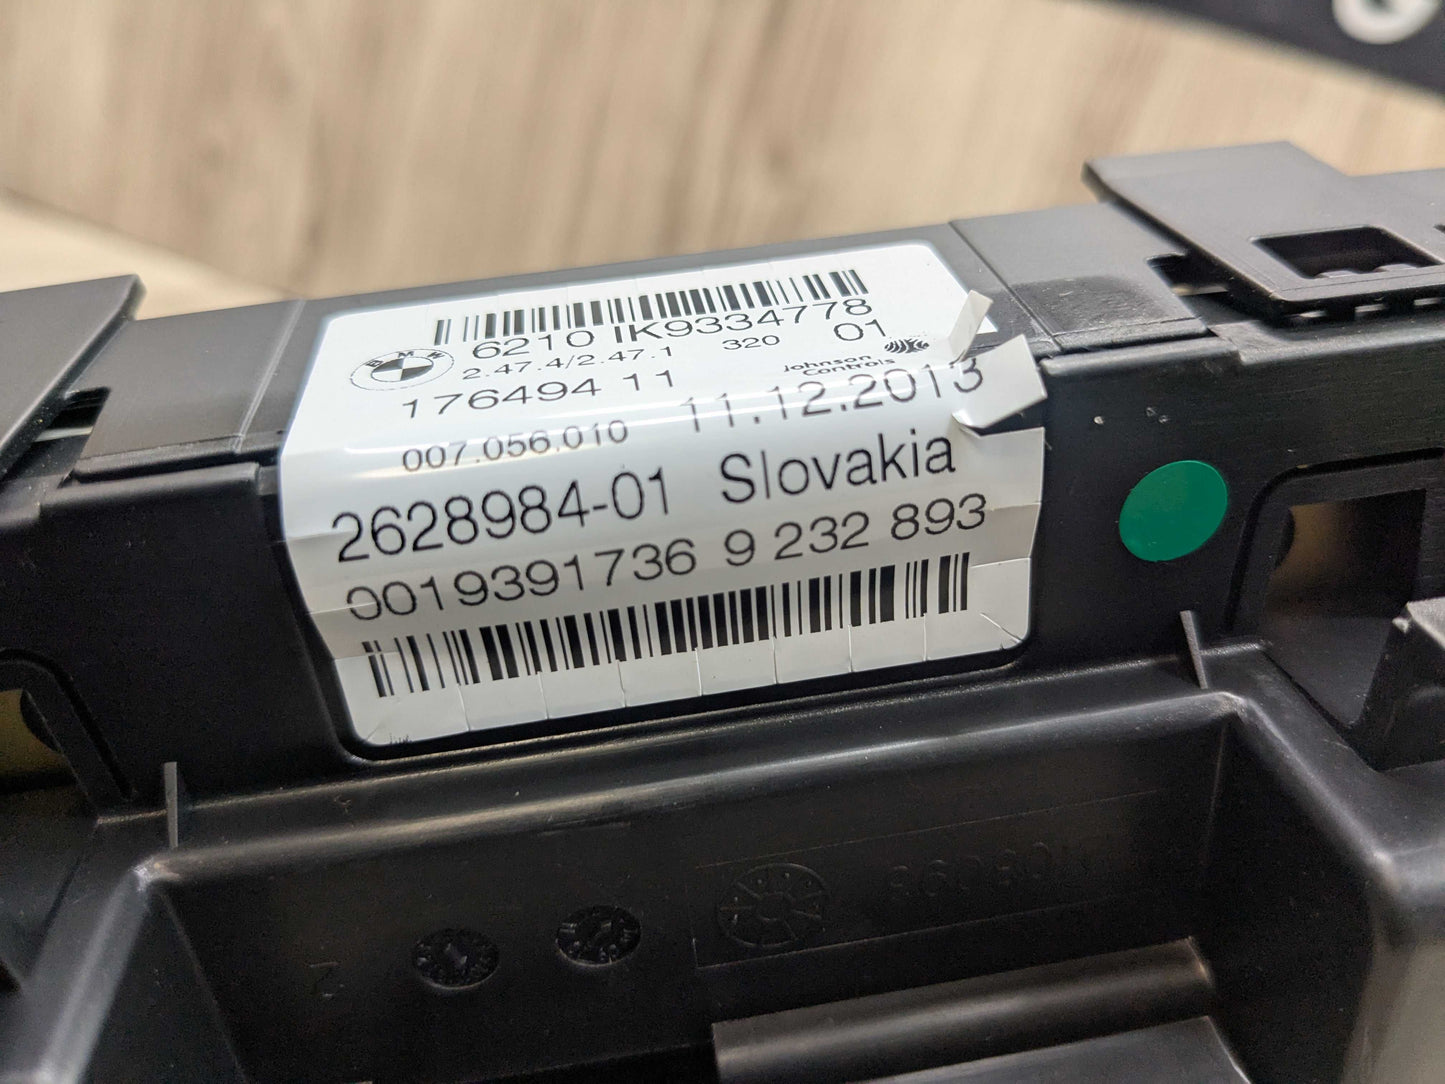 6210 IK9334778
BMW 2.47.4/2.47.1 320 01
Johnson
Controls
176494 11 11.12.2013
007.056.010
2628984-01 Slovakia
0019391736 9 232 893